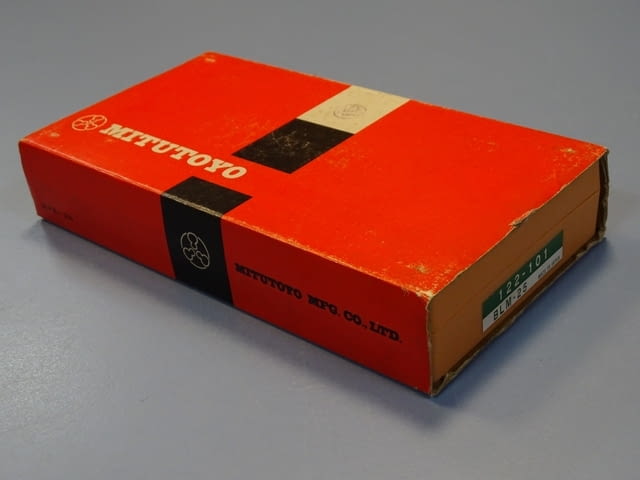 MITUTOYO
MITUTOYO MFG. CO., LTD.
122-101
BLM-25